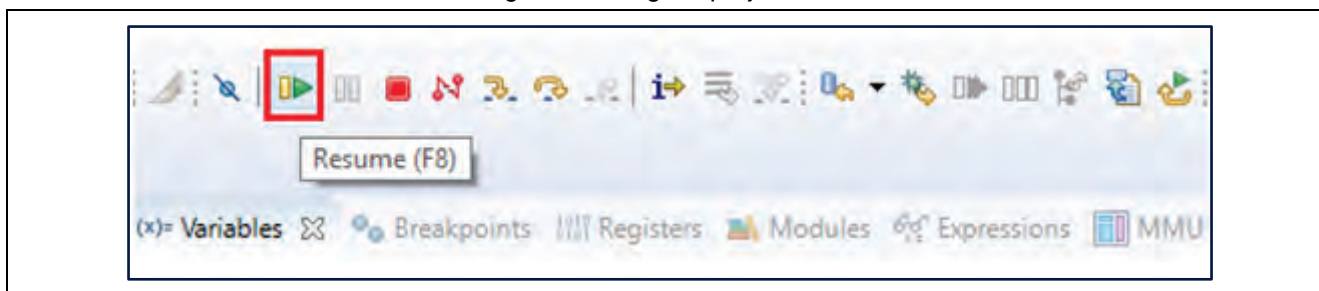 Resume (F8)
(x)= Variables Breakpoints Registers Modules Expressions MMU